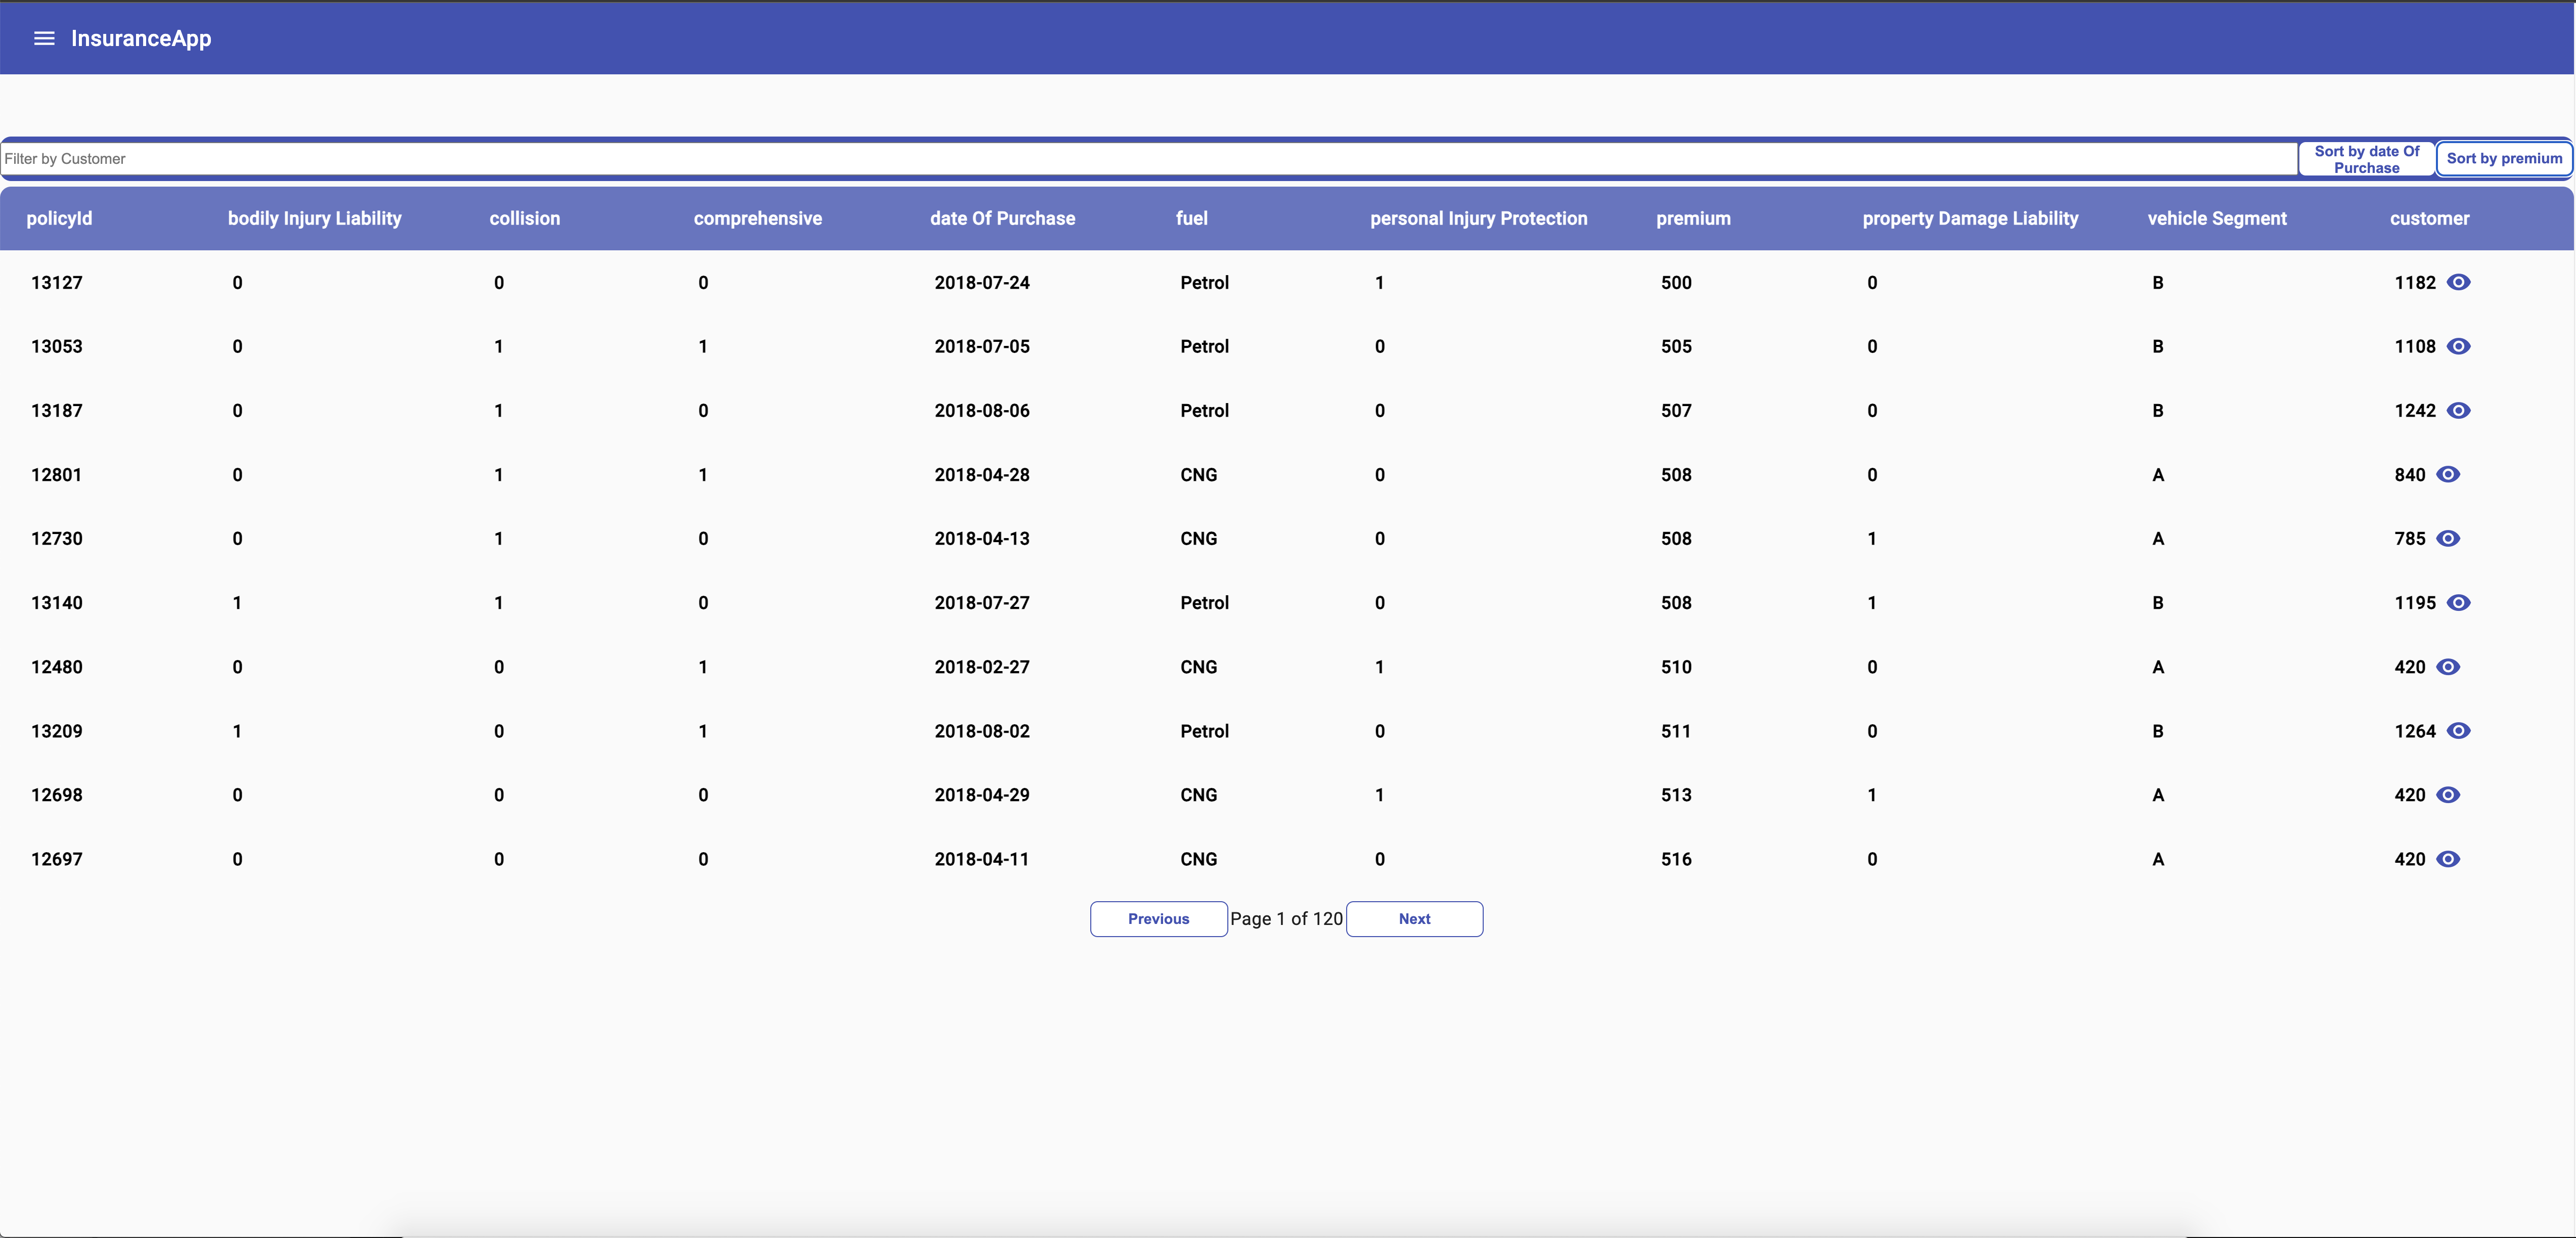 InsuranceApp
Filter by Customer
Sort by date Of
Purchase
Sort by premium
policyId bodily Injury Liability collision comprehensive date Of Purchase fuel personal Injury Protection premium property Damage Liability vehicle Segment customer
13127 0 0 0 2018-07-24 Petrol 1 500 0 B 1182
13053 0 1 1 2018-07-05 Petrol 0 505 0 B 1108
13187 0 1 0 2018-08-06 Petrol 0 507 0 B 1242
12801 0 1 1 2018-04-28 CNG 0 508 0 A 840
12730 0 1 0 2018-04-13 CNG 0 508 1 A 785
13140 1 1 0 2018-07-27 Petrol 0 508 1 B 1195
12480 0 0 1 2018-02-27 CNG 1 510 0 A 420
13209 1 0 1 2018-08-02 Petrol 0 511 0 B 1264
12698 0 0 0 2018-04-29 CNG 1 513 1 A 420
12697 0 0 0 2018-04-11 CNG 0 516 0 A 420
Previous Page 1 of 120 Next